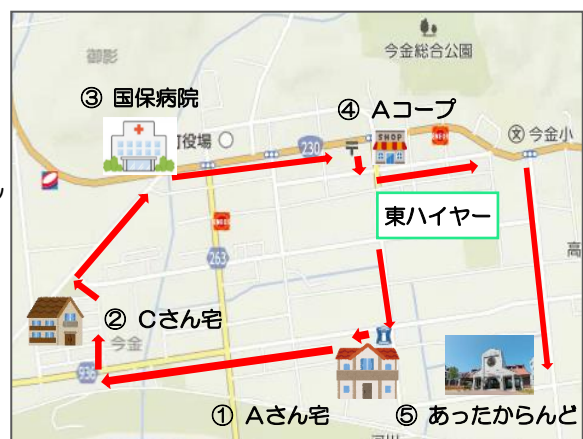 今金総合公園
御影
③ 国保病院
④ Aコープ
町役場
230
今金小
東ハイヤー
263
高
② Cさん宅
今金
936
① Aさん宅
⑤ あったからんど